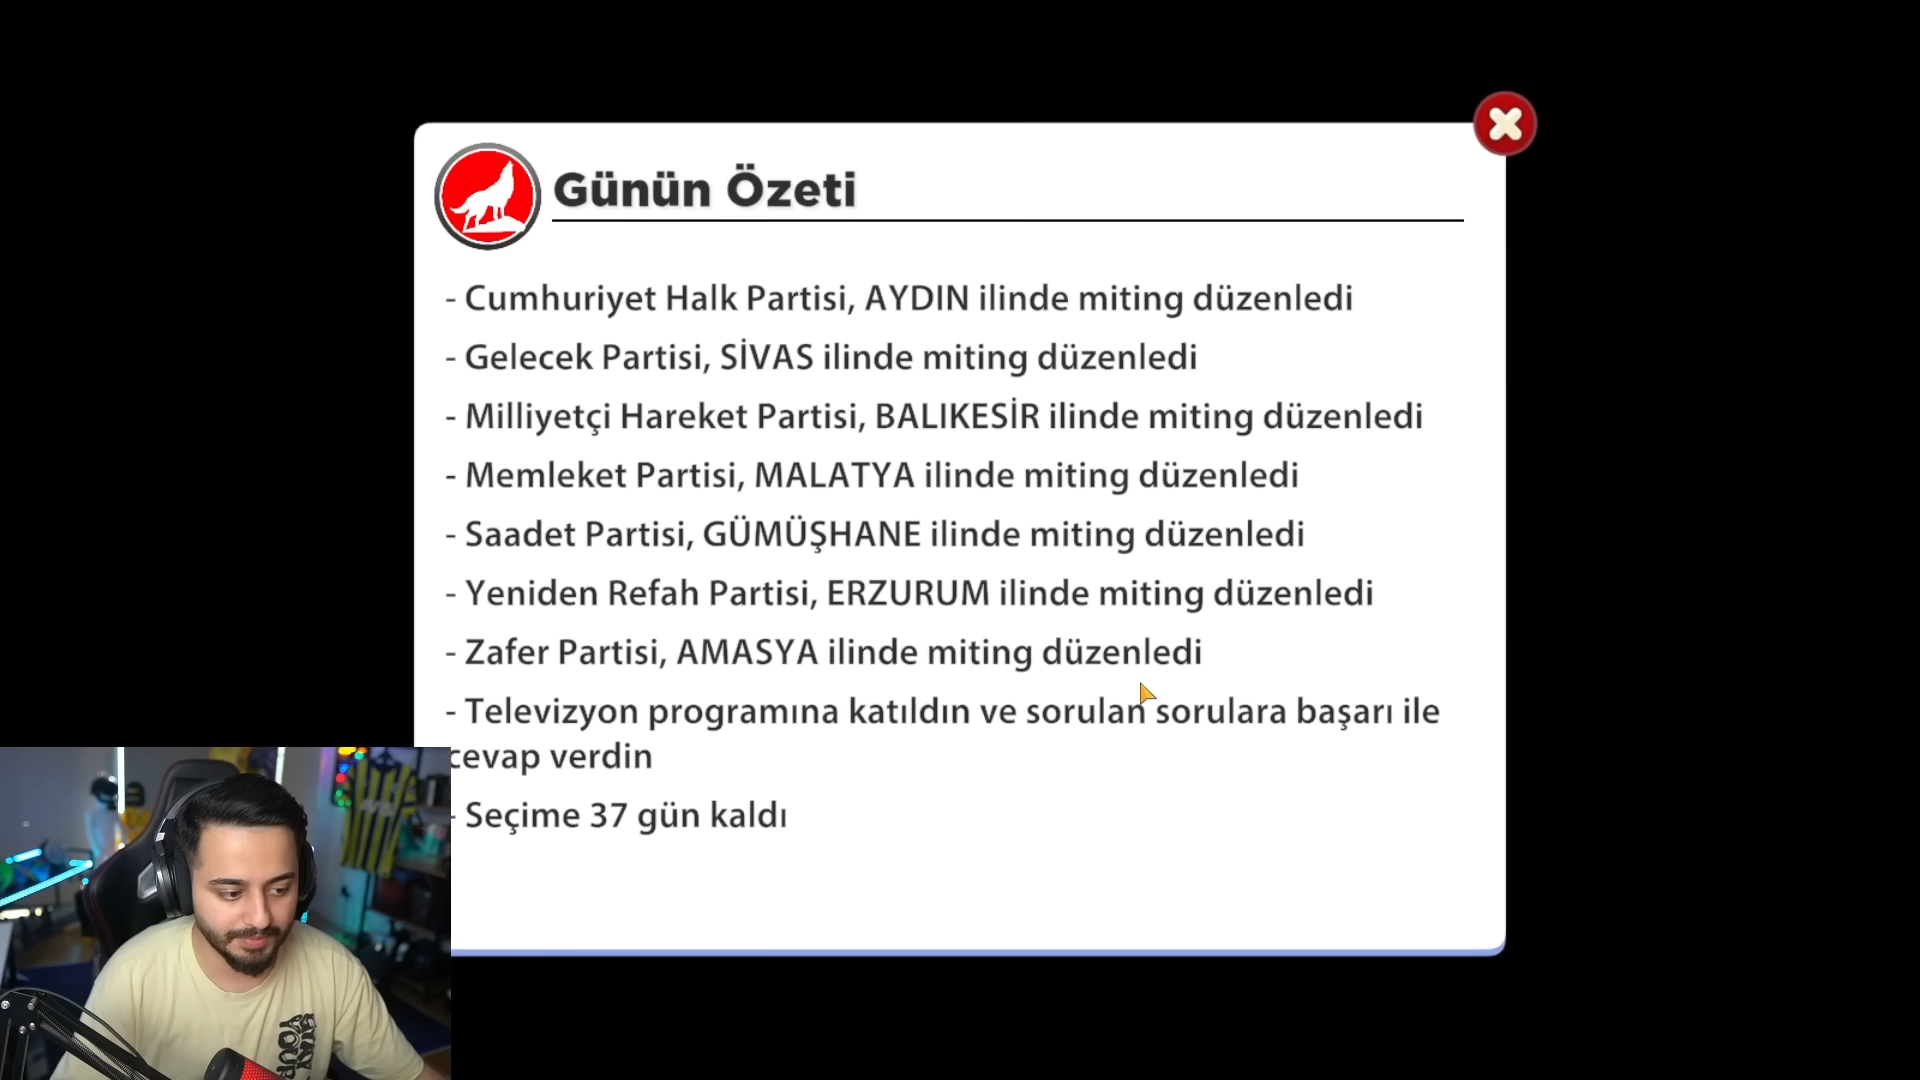 Günün Özeti
- Cumhuriyet Halk Partisi, AYDIN ilinde miting düzenledi
- Gelecek Partisi, SİVAS ilinde miting düzenledi
- Milliyetçi Hareket Partisi, BALIKESİR ilinde miting düzenledi
- Memleket Partisi, MALATYA ilinde miting düzenledi
- Saadet Partisi, GÜMÜŞHANE ilinde miting düzenledi
- Yeniden Refah Partisi, ERZURUM ilinde miting düzenledi
- Zafer Partisi, AMASYA ilinde miting düzenledi
- Televizyon programına katıldın ve sorulan sorulara başarı ile
cevap verdin
- Seçime 37 gün kaldı